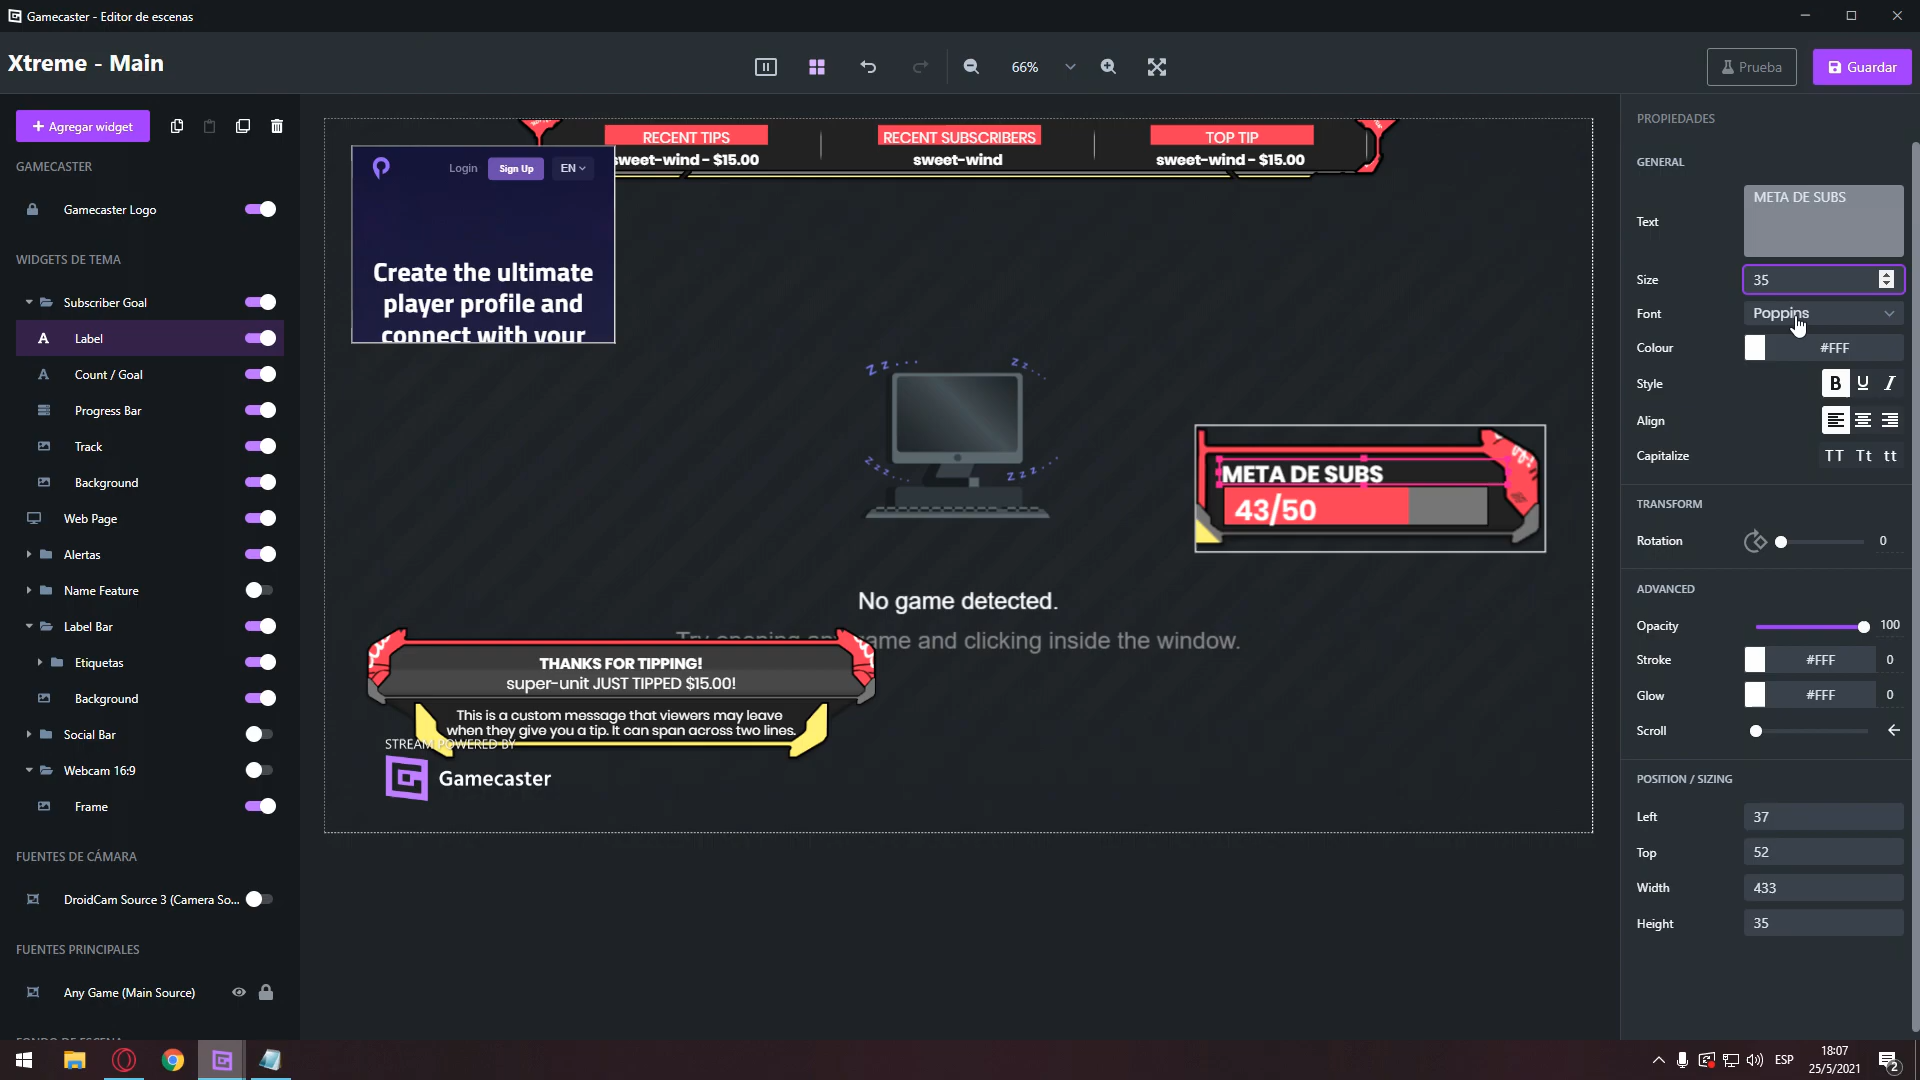 Gamecaster - Editor de escenas
Xtreme - Main
66%
Prueba
Guardar
+ Agregar widget
GAMECASTER
Gamecaster Logo
WIDGETS DE TEMA
Subscriber Goal
A Label
A Count / Goal
Progress Bar
Track
Background
Web Page
Alertas
Name Feature
Label Bar
Etiquetas
Background
Social Bar
Webcam 16:9
Frame
FUENTES DE CÁMARA
DroidCam Source 3 (Camera So...
FUENTES PRINCIPALES
Any Game (Main Source)
RECENT TIPS
sweet-wind - $15.00
RECENT SUBSCRIBERS
sweet-wind
TOP TIP
sweet-wind - $15.00
Login
Sign Up
EN
Create the ultimate
player profile and
connect with your
z z
z z
z z z z
z z z z
META DE SUBS
43/50
No game detected.
ame and clicking inside the window.
THANKS FOR TIPPING!
super-unit JUST TIPPED $15.00!
This is a custom message that viewers may leave
when they give you a tip. It can span across two lines.
STREAM POWERED BY
Gamecaster
PROPIEDADES
GENERAL
Text
META DE SUBS
Size
35
Font
Poppins
Colour
#FFF
Style
B U I
Align
Capitalize
TT Tt tt
TRANSFORM
Rotation
0
ADVANCED
Opacity
100
Stroke
#FFF
0
Glow
#FFF
0
Scroll
POSITION / SIZING
Left
37
Top
52
Width
433
Height
35
ESP
18:07
25/5/2021
2